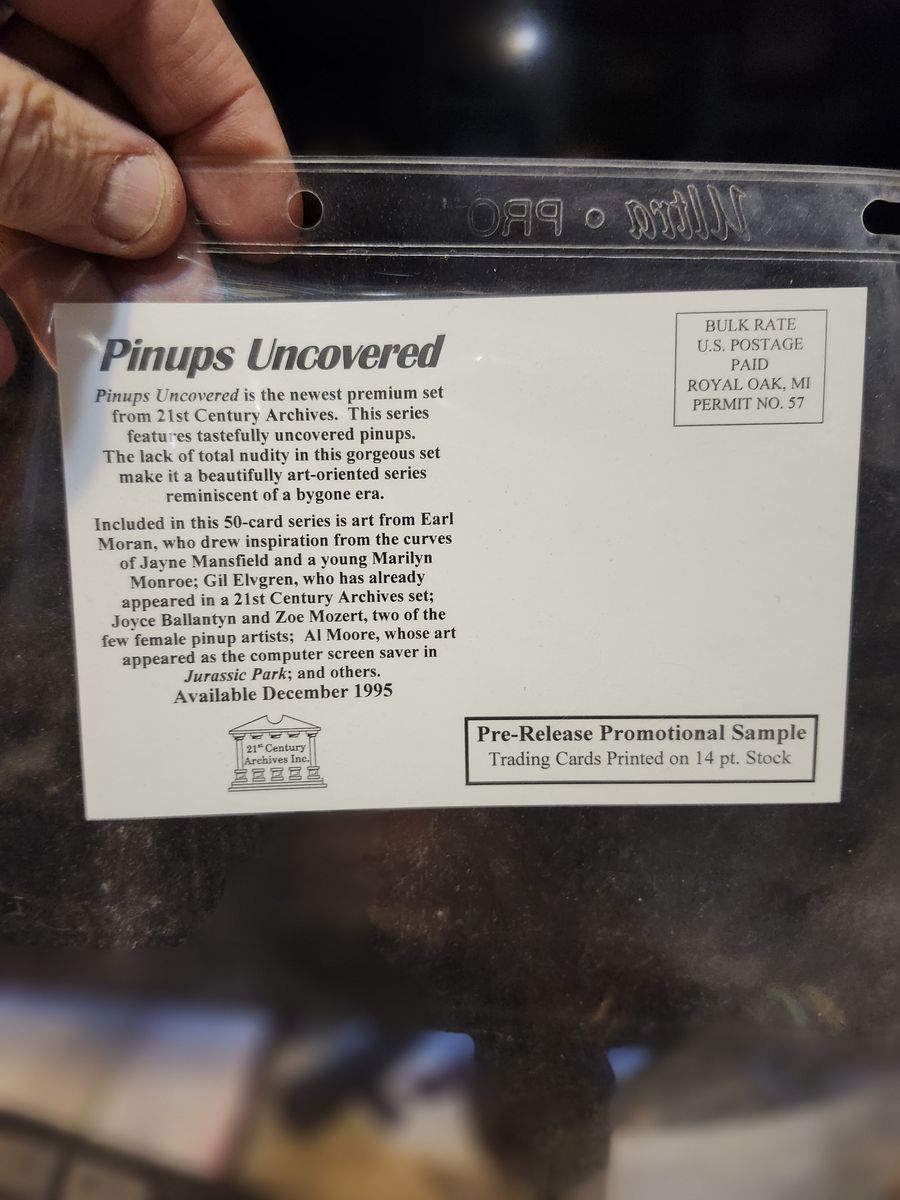 Ultra PRO
Pinups Uncovered
Pinups Uncovered is the newest premium set
from 21st Century Archives. This series
features tastefully uncovered pinups.
The lack of total nudity in this gorgeous set
make it a beautifully art-oriented series
reminiscent of a bygone era.
Included in this 50-card series is art from Earl
Moran, who drew inspiration from the curves
of Jayne Mansfield and a young Marilyn
Monroe; Gil Elvgren, who has already
appeared in a 21st Century Archives set;
Joyce Ballantyn and Zoe Mozert, two of the
few female pinup artists; Al Moore, whose art
appeared as the computer screen saver in
Jurassic Park; and others.
Available December 1995
21st Century
Archives Inc.
BULK RATE
U.S. POSTAGE
PAID
ROYAL OAK, MI
PERMIT NO. 57
Pre-Release Promotional Sample
Trading Cards Printed on 14 pt. Stock